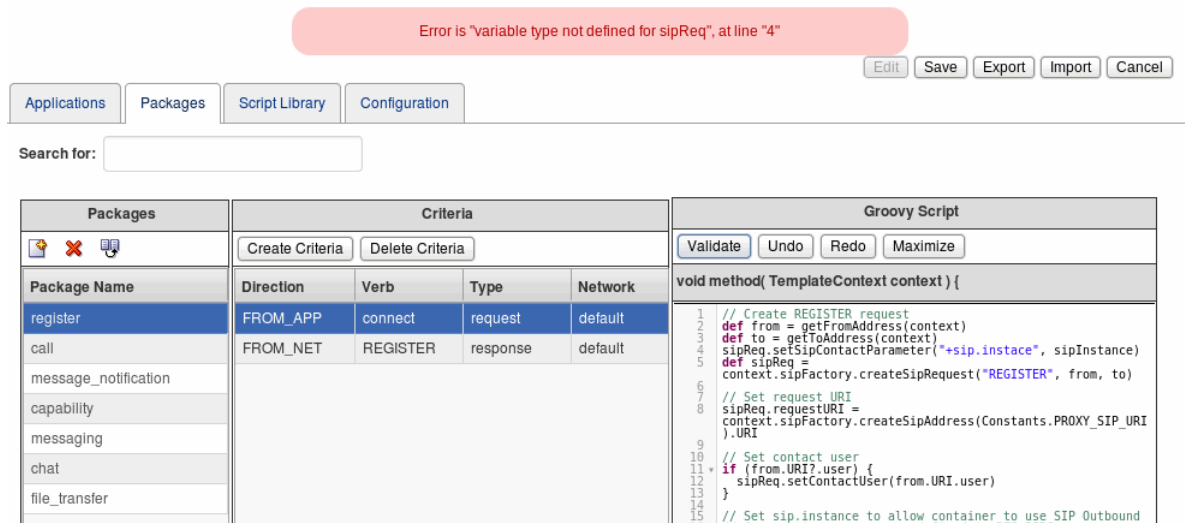 Error is "variable type not defined for sipReq", at line "4"
Edit Save Export Import Cancel
Applications Packages Script Library Configuration
Search for:
Packages Criteria Groovy Script
Create Criteria Delete Criteria Validate Undo Redo Maximize
Package Name Direction Verb Type Network void method( TemplateContext context ) {
register FROM_APP connect request default
call FROM_NET REGISTER response default
message_notification
capability
messaging
chat
file_transfer
1 // Create REGISTER request
2 def from = getFromAddress(context)
3 def to = getToAddress(context)
4 sipReq.setSipContactParameter("+sip.instace", sipInstance)
5 def sipReq =
context.sipFactory.createSipRequest("REGISTER", from, to)
6
7 // Set request URI
8 sipReq.requestURI =
context.sipFactory.createSipAddress(Constants.PROXY_SIP_URI
).URI
9
10 // Set contact user
11 if (from.URI?.user) {
12 sipReq.setContactUser(from.URI.user)
13 }
14
15 // Set sip.instance to allow container to use SIP Outbound